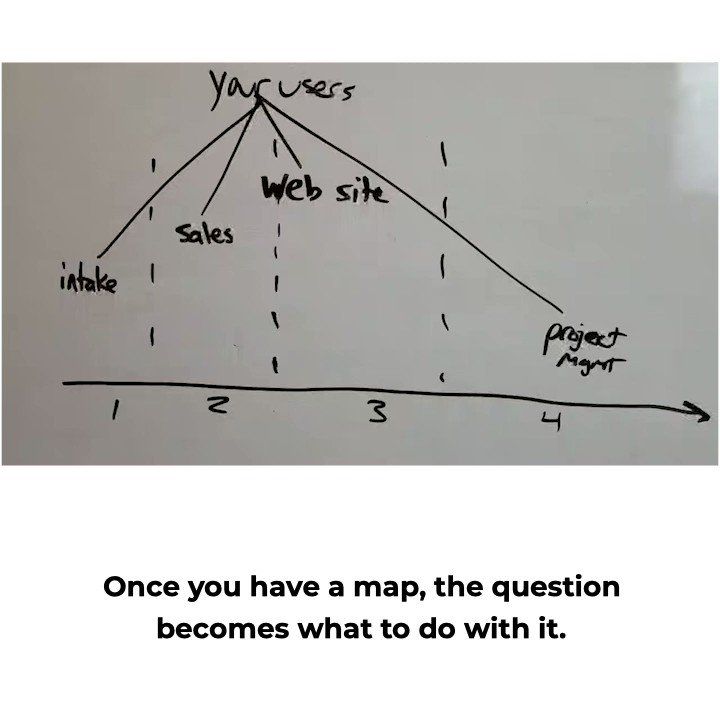 Your users
Web site
Sales
intake
project
Mgmt
1 2 3 4
Once you have a map, the question
becomes what to do with it.